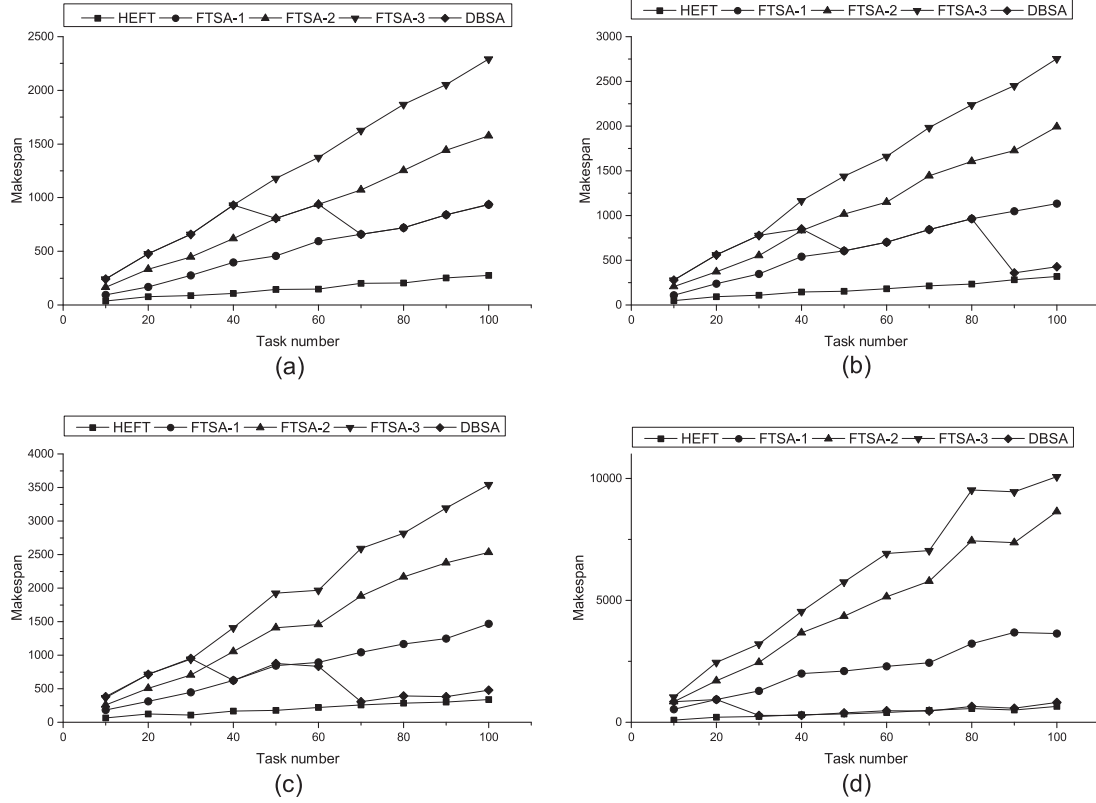 HEFT FTSA-1 FTSA-2 FTSA-3 DBSA
2500
2000
1500
1000
500
0
Makespan
0 20 40 60 80 100
Task number
(a)
HEFT FTSA-1 FTSA-2 FTSA-3 DBSA
3000
2500
2000
1500
1000
500
0
Makespan
0 20 40 60 80 100
Task number
(b)
HEFT FTSA-1 FTSA-2 FTSA-3 DBSA
4000
3500
3000
2500
2000
1500
1000
500
0
Makespan
0 20 40 60 80 100
Task number
(c)
HEFT FTSA-1 FTSA-2 FTSA-3 DBSA
10000
5000
0
Makespan
0 20 40 60 80 100
Task number
(d)